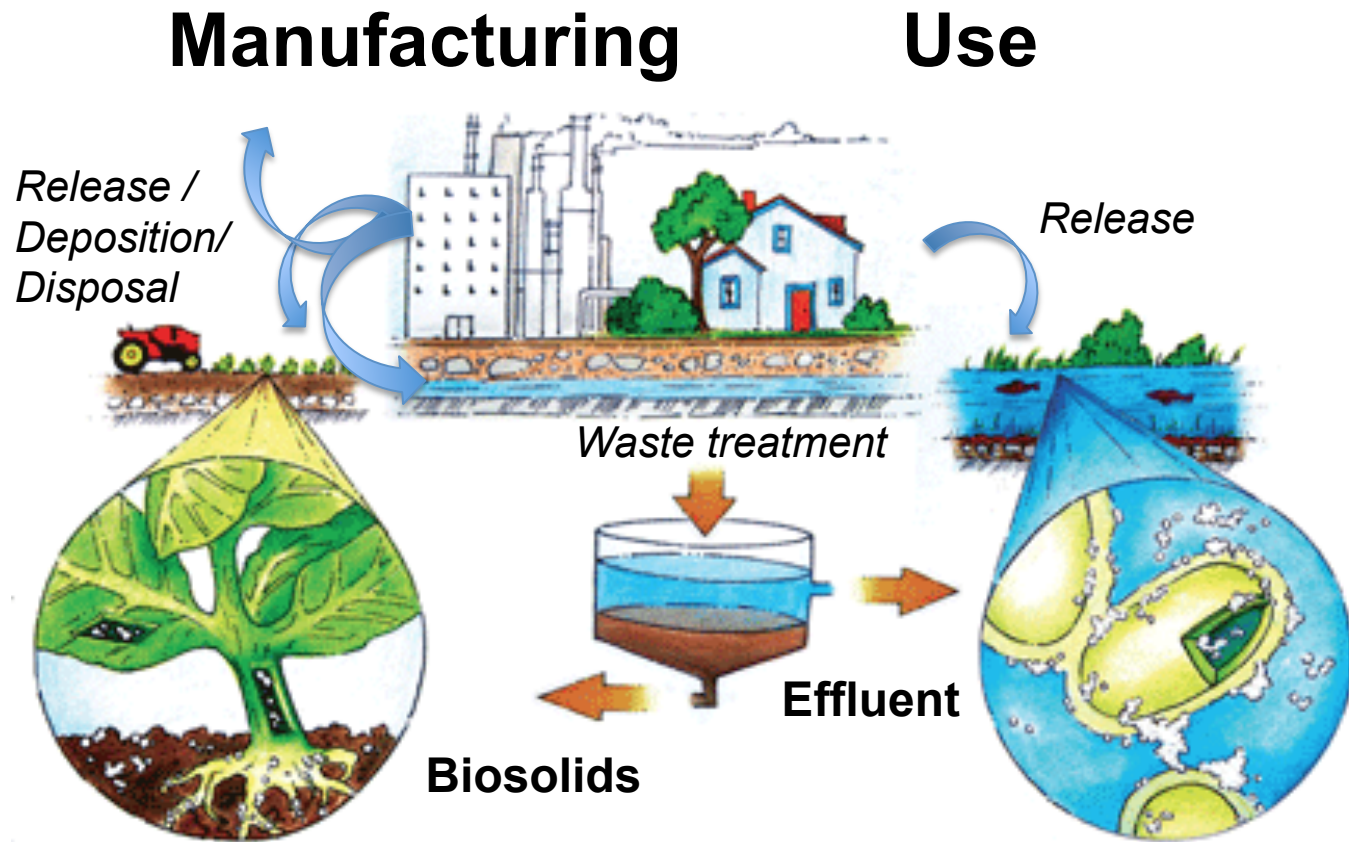 Manufacturing
Use
Release /
Deposition/
Disposal
Release
Waste treatment
Effluent
Biosolids